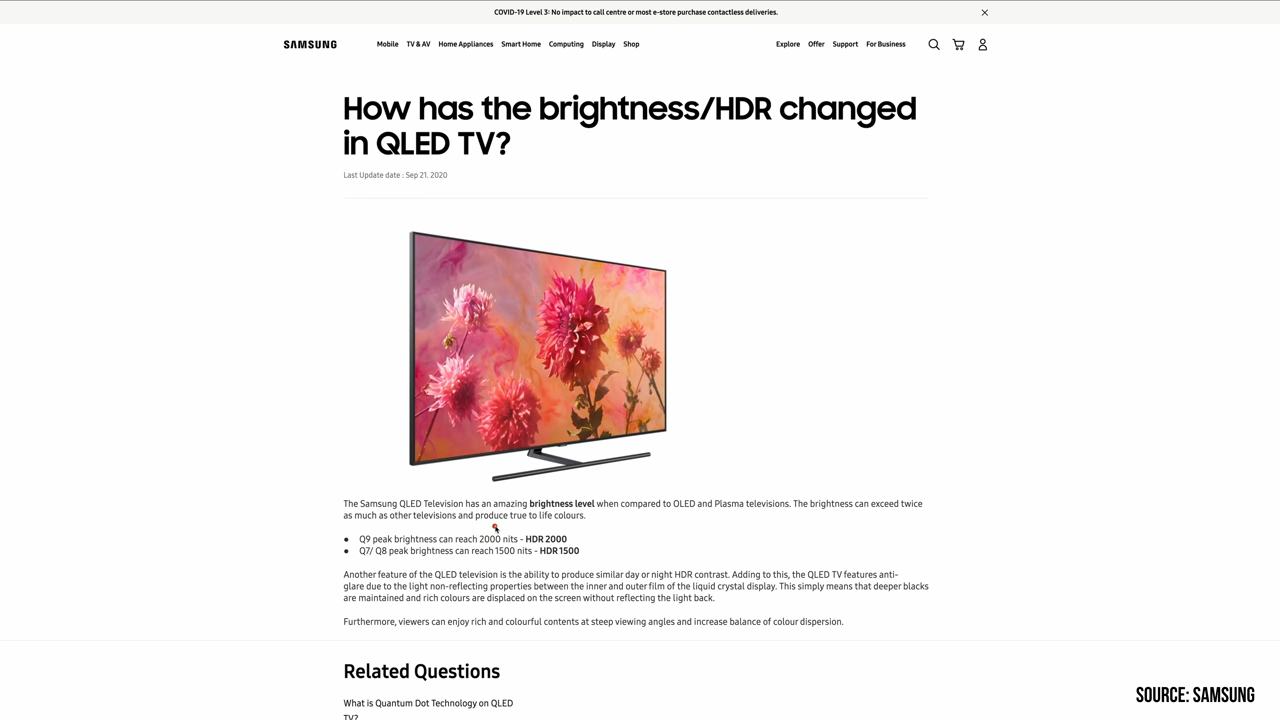 COVID-19 Level 3: No impact to call centre or most e-store purchase contactless deliveries.
SAMSUNG Mobile TV & AV Home Appliances Smart Home Computing Display Shop Explore Offer Support For Business
How has the brightness/HDR changed
in QLED TV?
Last Update date : Sep 21. 2020
The Samsung QLED Television has an amazing brightness level when compared to OLED and Plasma televisions. The brightness can exceed twice
as much as other televisions and produce true to life colours.
● Q9 peak brightness can reach 2000 nits - HDR 2000
● Q7/ Q8 peak brightness can reach 1500 nits - HDR 1500
Another feature of the QLED television is the ability to produce similar day or night HDR contrast. Adding to this, the QLED TV features anti-
glare due to the light non-reflecting properties between the inner and outer film of the liquid crystal display. This simply means that deeper blacks
are maintained and rich colours are displaced on the screen without reflecting the light back.
Furthermore, viewers can enjoy rich and colourful contents at steep viewing angles and increase balance of colour dispersion.
Related Questions
What is Quantum Dot Technology on QLED
TV?
SOURCE: SAMSUNG